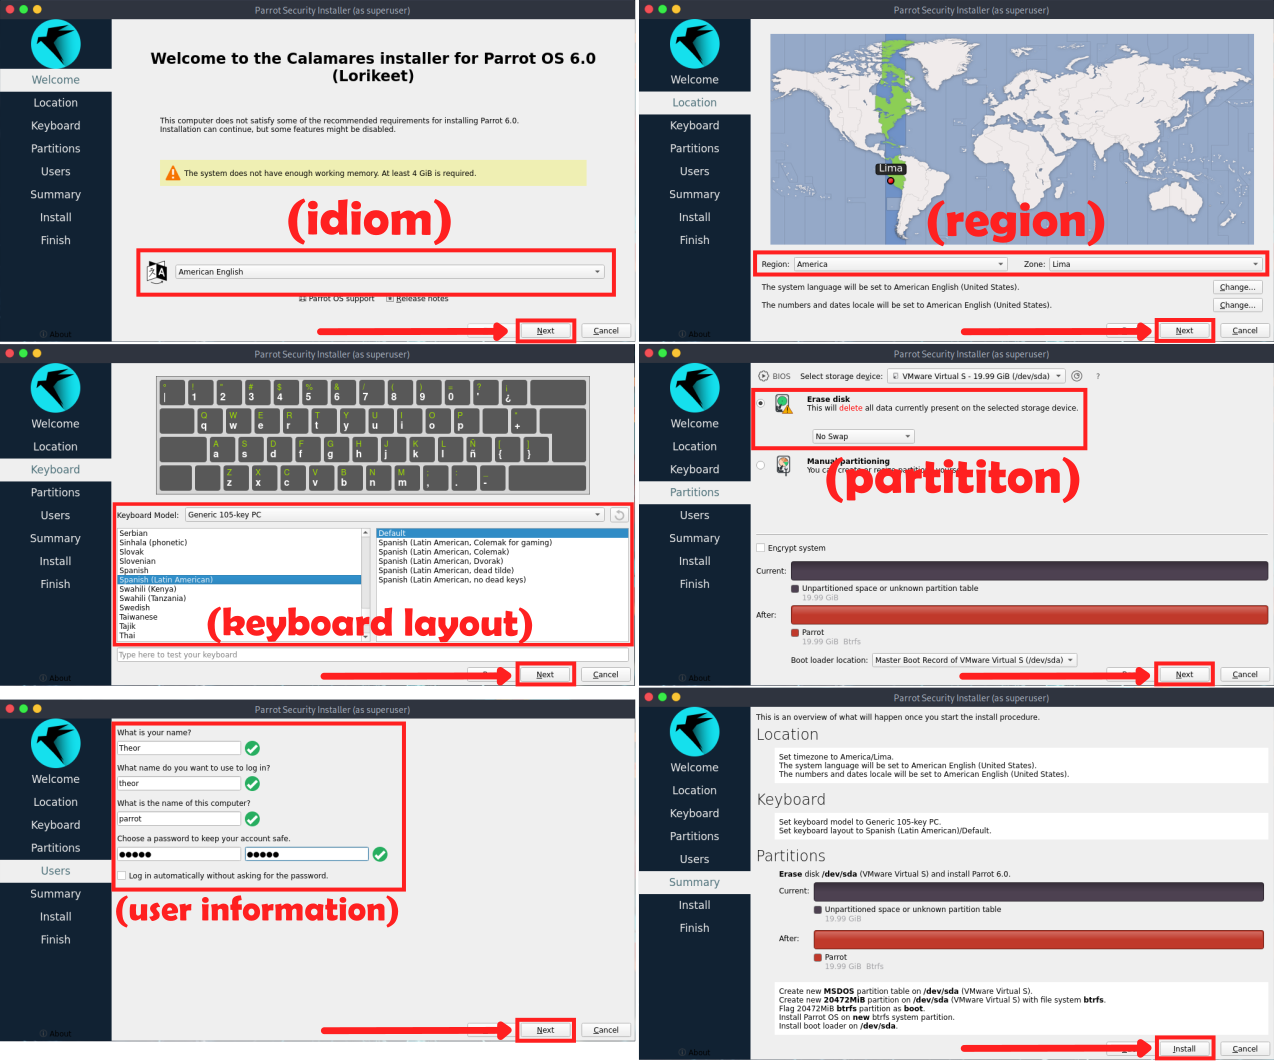 Parrot Security Installer (as superuser)
Welcome
Location
Keyboard
Partitions
Users
Summary
Install
Finish
About
Welcome to the Calamares installer for Parrot OS 6.0
(Lorikeet)
This computer does not satisfy some of the recommended requirements for installing Parrot 6.0.
Installation can continue, but some features might be disabled.
The system does not have enough working memory. At least 4 GiB is required.
(idiom)
American English
Parrot OS support Release notes
Next Cancel
Parrot Security Installer (as superuser)
Welcome
Location
Keyboard
Partitions
Users
Summary
Install
Finish
About
Lima
(region)
Region: America Zone: Lima
The system language will be set to American English (United States). Change...
The numbers and dates locale will be set to American English (United States). Change...
Next Cancel
Parrot Security Installer (as superuser)
Welcome
Location
Keyboard
Partitions
Users
Summary
Install
Finish
About
° ! " # $ % & / ( ) = ? ¡
| 1 2 3 4 5 6 7 8 9 0 ' ¿
Q W E R T Y U I O P *
q w e r t y u i o p +
A S D F G H J K L Ñ [ ]
a s d f g h j k l ñ { }
Z X C V B N M ; : _
z x c v b n m , . -
Keyboard Model: Generic 105-key PC
Serbian
Sinhala (phonetic)
Slovak
Slovenian
Spanish
Spanish (Latin American)
Swahili (Kenya)
Swahili (Tanzania)
Swedish
Taiwanese
Tajik
Thai
Default
Spanish (Latin American, Colemak for gaming)
Spanish (Latin American, Colemak)
Spanish (Latin American, Dvorak)
Spanish (Latin American, dead tilde)
Spanish (Latin American, no dead keys)
(keyboard layout)
Type here to test your keyboard
Next Cancel
Parrot Security Installer (as superuser)
Welcome
Location
Keyboard
Partitions
Users
Summary
Install
Finish
About
BIOS Select storage device: VMware Virtual S - 19.99 GiB (/dev/sda) ?
Erase disk
This will delete all data currently present on the selected storage device.
No Swap
Manual partitioning
You can create or resize partitions yourself.
(partititon)
Encrypt system
Current:
Unpartitioned space or unknown partition table
19.99 GiB
After:
Parrot
19.99 GiB Btrfs
Boot loader location: Master Boot Record of VMware Virtual S (/dev/sda)
Next Cancel
Parrot Security Installer (as superuser)
Welcome
Location
Keyboard
Partitions
Users
Summary
Install
Finish
About
What is your name?
Theor
What name do you want to use to log in?
theor
What is the name of this computer?
parrot
Choose a password to keep your account safe.
●●●●● ●●●●●
Log in automatically without asking for the password.
(user information)
Next Cancel
Parrot Security Installer (as superuser)
Welcome
Location
Keyboard
Partitions
Users
Summary
Install
Finish
About
This is an overview of what will happen once you start the install procedure.
Location
Set timezone to America/Lima.
The system language will be set to American English (United States).
The numbers and dates locale will be set to American English (United States).
Keyboard
Set keyboard model to Generic 105-key PC.
Set keyboard layout to Spanish (Latin American)/Default.
Partitions
Erase disk /dev/sda (VMware Virtual S) and install Parrot 6.0.
Current:
Unpartitioned space or unknown partition table
19.99 GiB
After:
Parrot
19.99 GiB Btrfs
Create new MSDOS partition table on /dev/sda (VMware Virtual S).
Create new 20472MiB partition on /dev/sda (VMware Virtual S) with file system btrfs.
Flag 20472MiB btrfs partition as boot.
Install Parrot OS on new btrfs system partition.
Install boot loader on /dev/sda.
Install Cancel